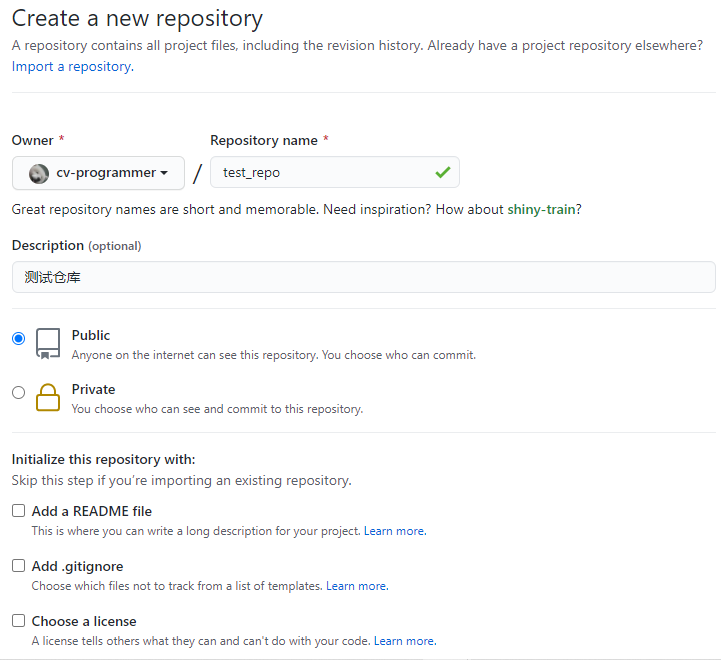 Create a new repository
A repository contains all project files, including the revision history. Already have a project repository elsewhere?
Import a repository.
Owner *
Repository name *
cv-programmer
/
test_repo
Great repository names are short and memorable. Need inspiration? How about shiny-train?
Description (optional)
测试仓库
Public
Anyone on the internet can see this repository. You choose who can commit.
Private
You choose who can see and commit to this repository.
Initialize this repository with:
Skip this step if you’re importing an existing repository.
Add a README file
This is where you can write a long description for your project. Learn more.
Add .gitignore
Choose which files not to track from a list of templates. Learn more.
Choose a license
A license tells others what they can and can't do with your code. Learn more.